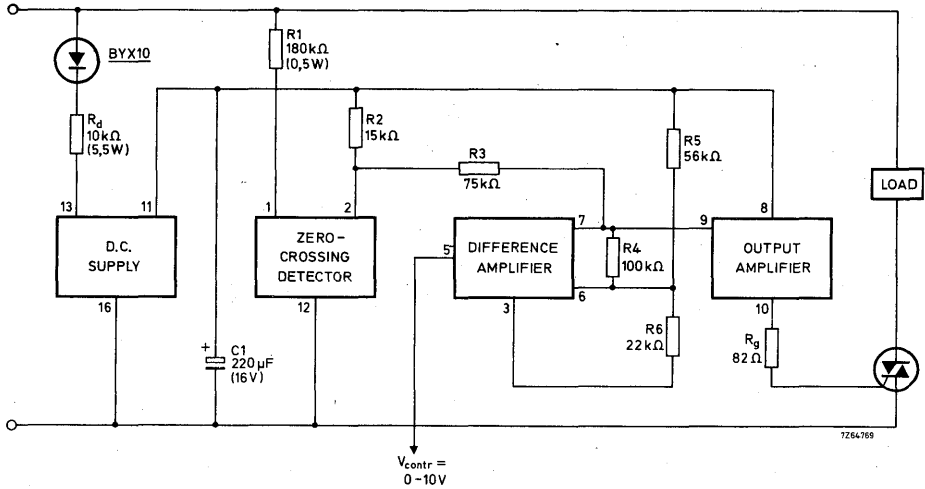 BYX10
Rd
10kΩ
(5,5W)
R1
180kΩ
(0,5W)
R2
15kΩ
R3
75kΩ
R5
56kΩ
LOAD
13
11
D.C.
SUPPLY
16
1
2
ZERO-
CROSSING
DETECTOR
12
5
7
DIFFERENCE
AMPLIFIER
6
3
R4
100kΩ
9
8
OUTPUT
AMPLIFIER
10
+
C1
220µF
(16V)
R6
22kΩ
Rg
82Ω
7Z64769
Vcontr =
0-10V